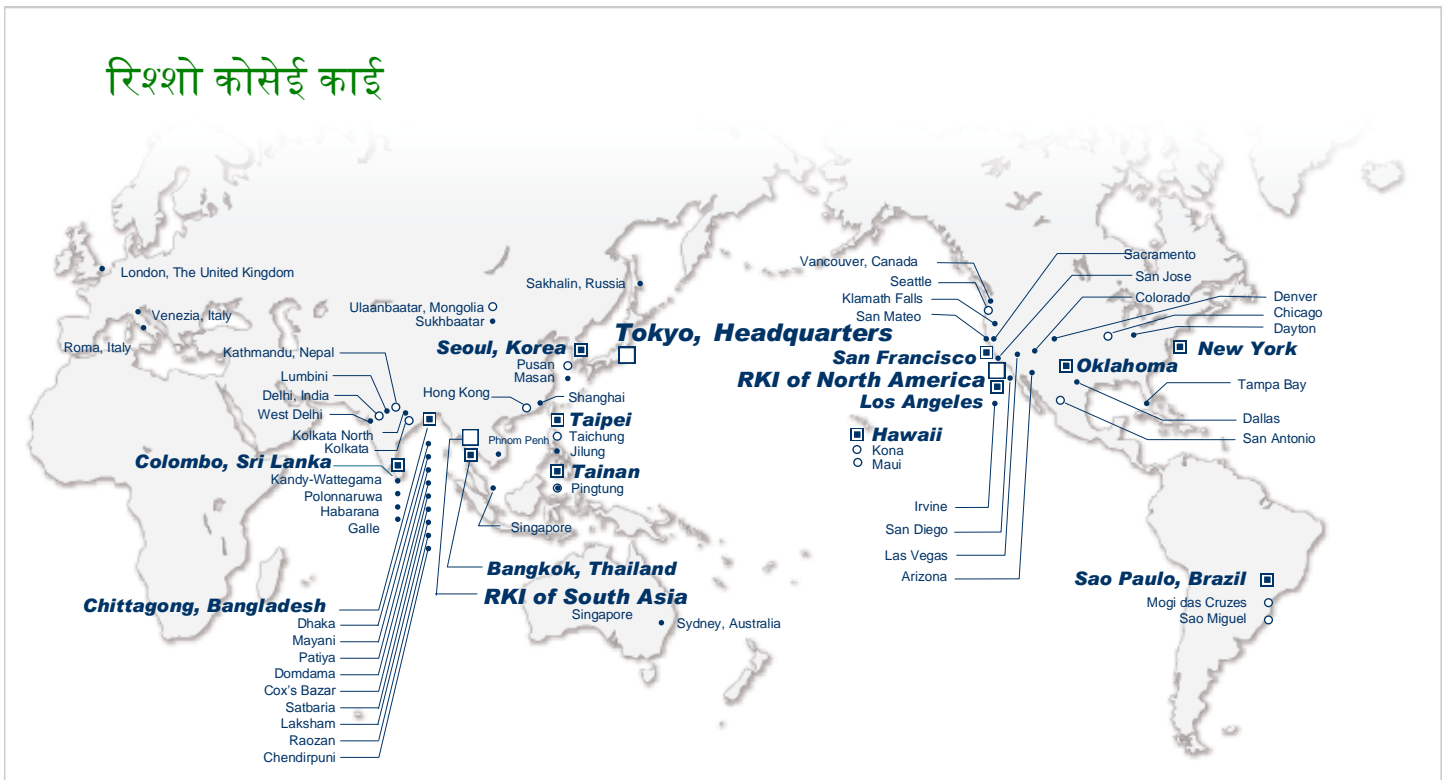 रिश्शो कोसेई काई
London, The United Kingdom
Venezia, Italy
Roma, Italy
Sakhalin, Russia
Ulaanbaatar, Mongolia
Sukhbaatar
Tokyo, Headquarters
Seoul, Korea
Pusan
Masan
Kathmandu, Nepal
Lumbini
Delhi, India
West Delhi
Kolkata North
Kolkata
Hong Kong
Shanghai
Taipei
Taichung
Jilung
Phnom Penh
Tainan
Pingtung
Colombo, Sri Lanka
Kandy-Wattegama
Polonnaruwa
Habarana
Galle
Singapore
Bangkok, Thailand
RKI of South Asia
Singapore
Sydney, Australia
Chittagong, Bangladesh
Dhaka
Mayani
Patiya
Domdama
Cox's Bazar
Satbaria
Laksham
Raozan
Chendirpuni
Vancouver, Canada
Seattle
Klamath Falls
San Mateo
San Francisco
RKI of North America
Los Angeles
Hawaii
Kona
Maui
Irvine
San Diego
Las Vegas
Arizona
Sacramento
San Jose
Colorado
Denver
Chicago
Dayton
New York
Oklahoma
Tampa Bay
Dallas
San Antonio
Sao Paulo, Brazil
Mogi das Cruzes
Sao Miguel